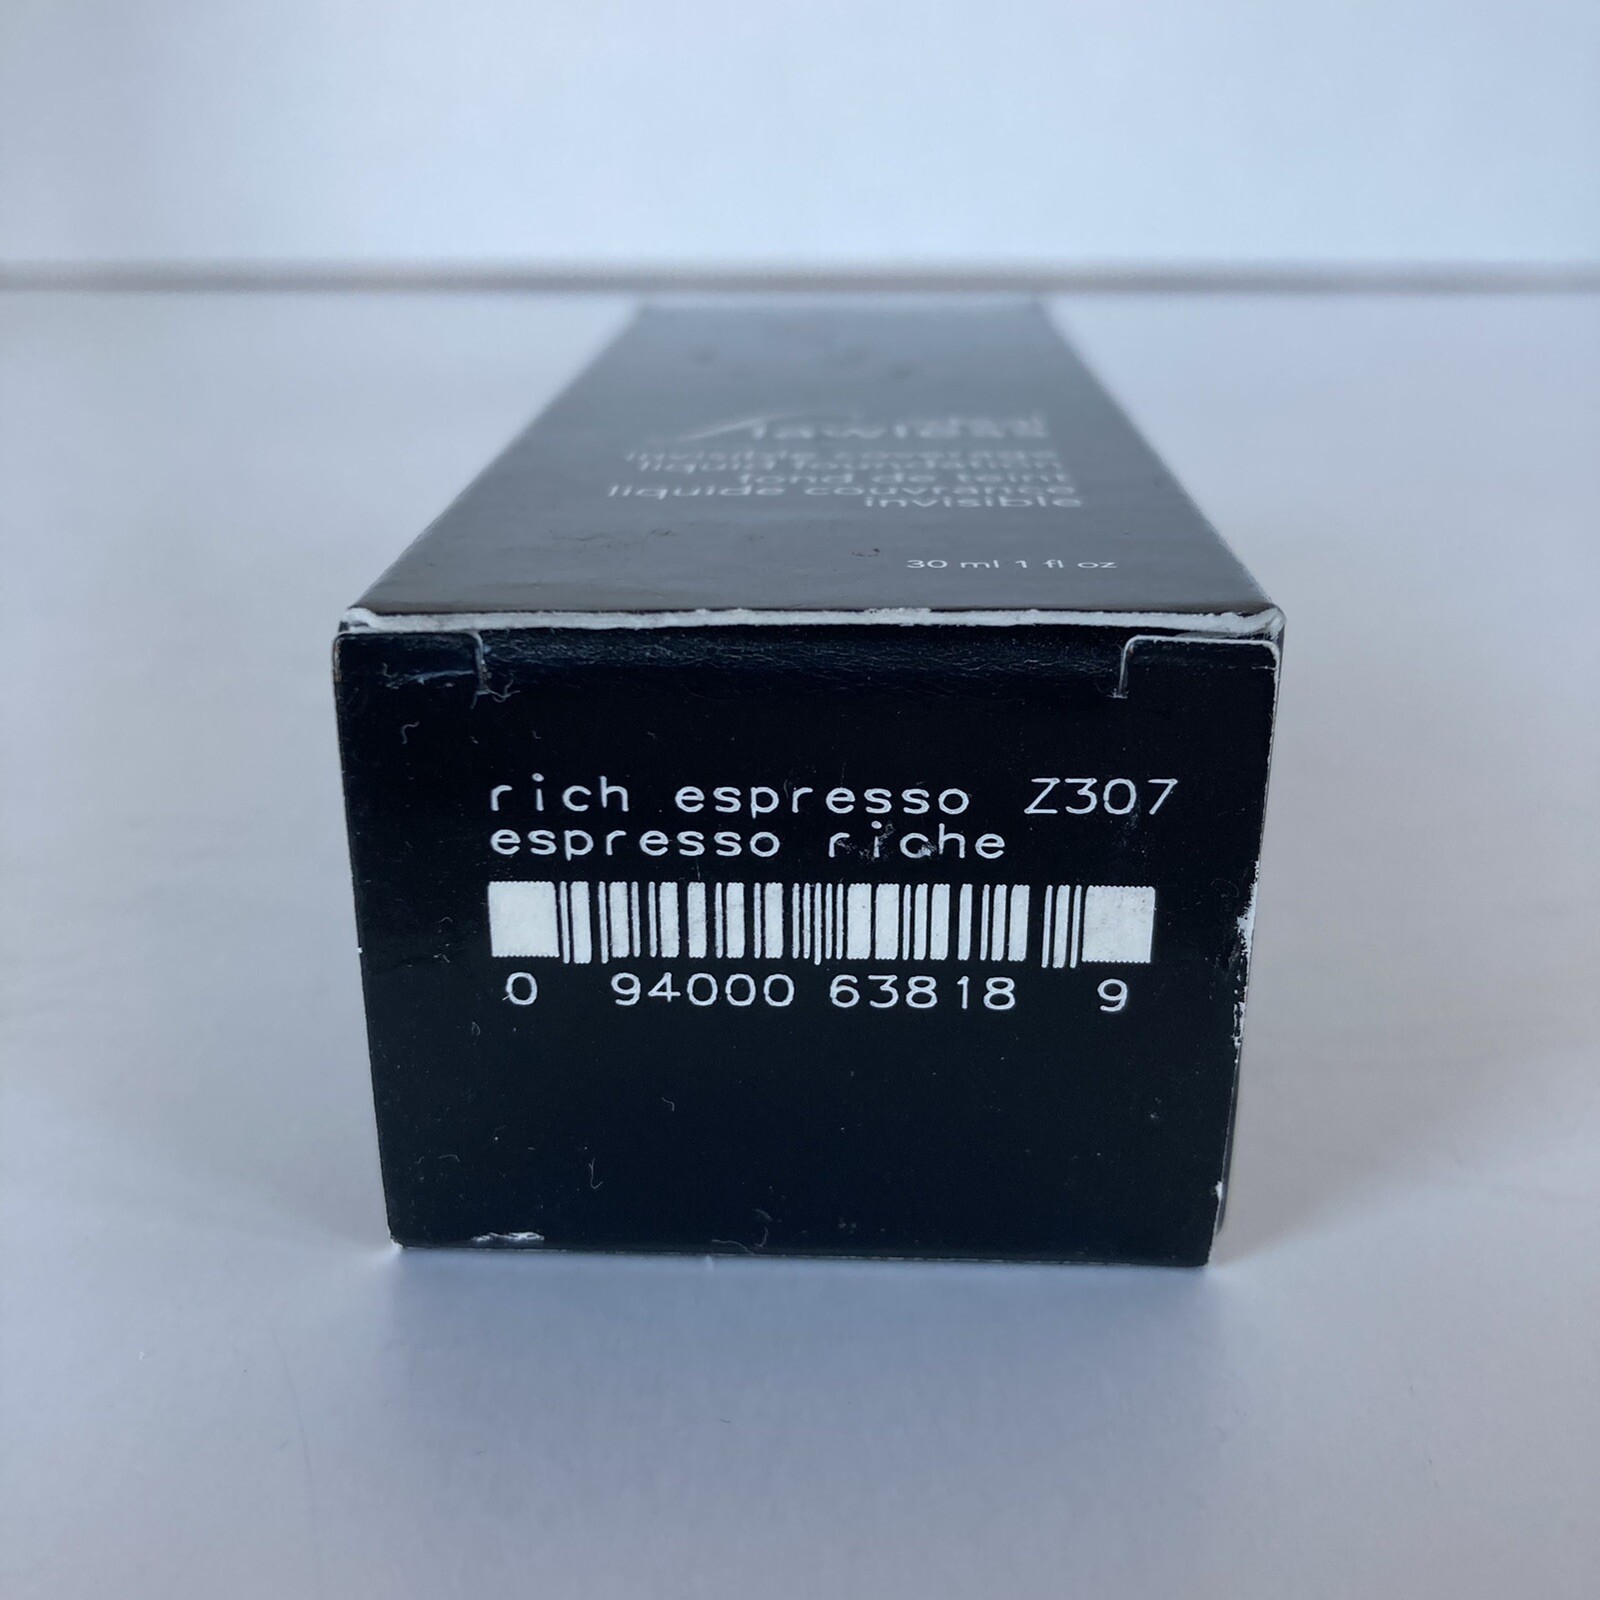 invisible coverage
liquid foundation
fond de teint
liquide couvrance
invisible
30 ml 1 fl oz
rich espresso Z307
espresso riche
0 94000 63818 9